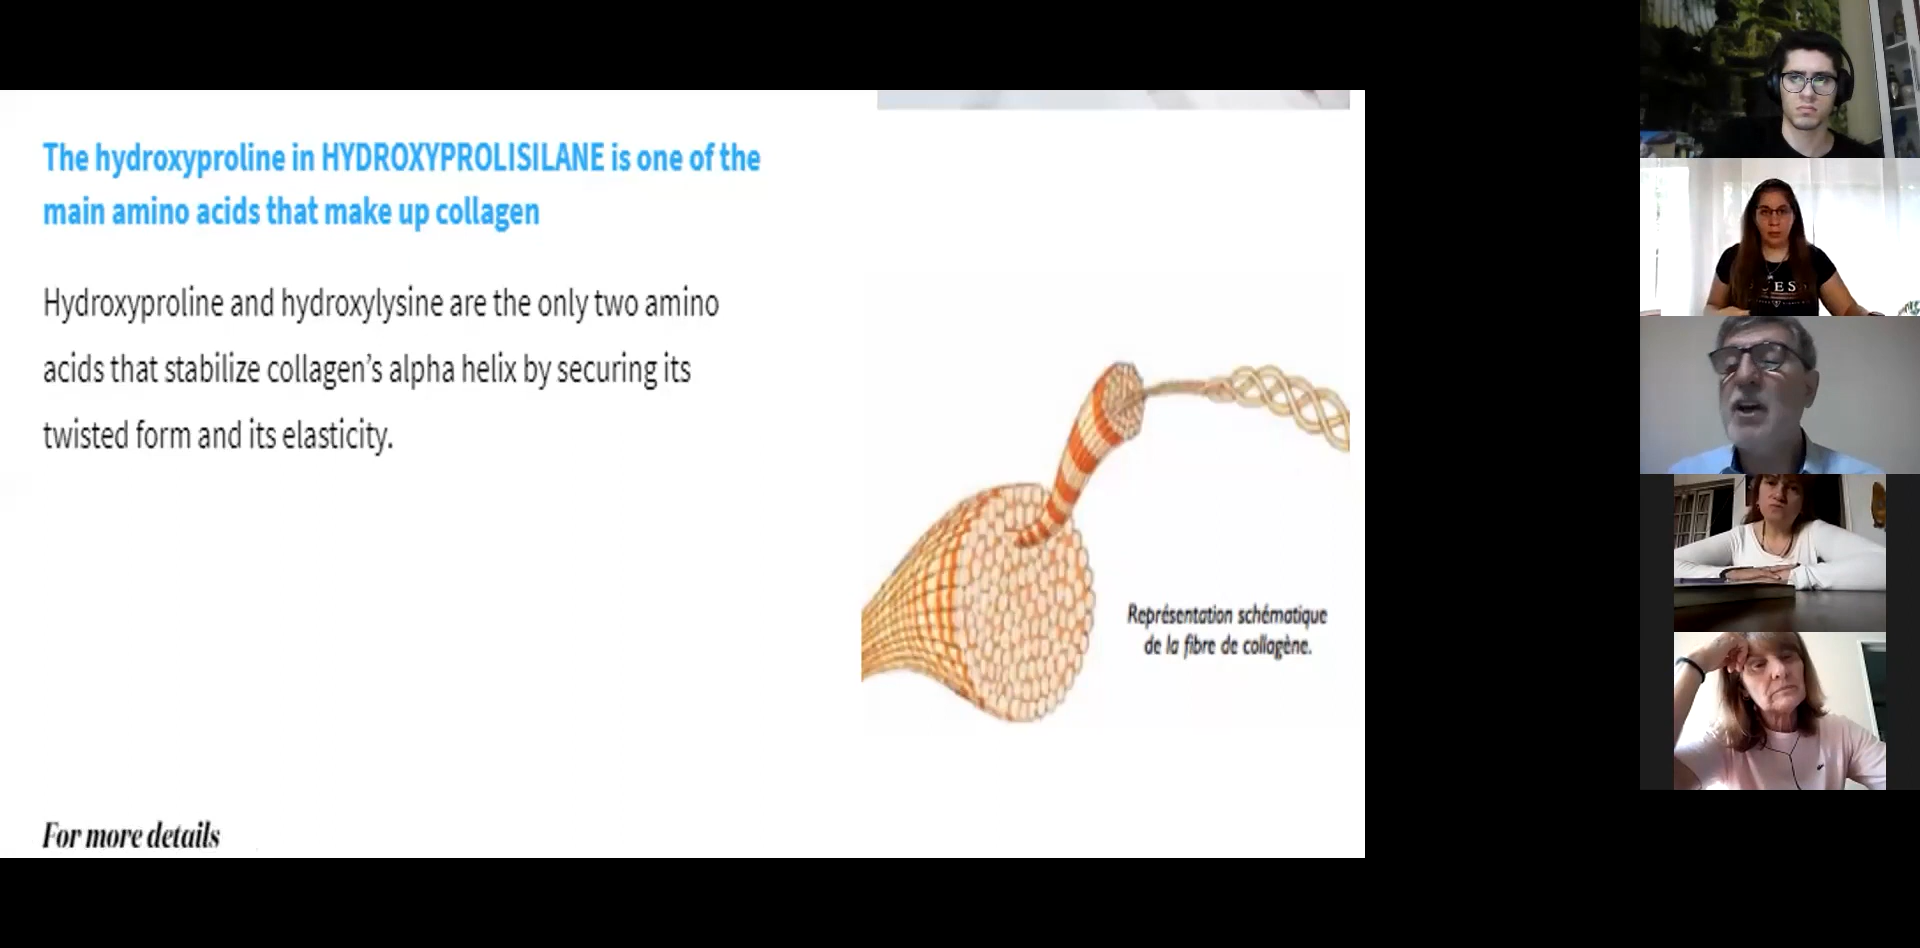 The hydroxyproline in HYDROXYPROLISILANE is one of the
main amino acids that make up collagen
Hydroxyproline and hydroxylysine are the only two amino
acids that stabilize collagen’s alpha helix by securing its
twisted form and its elasticity.
Représentation schématique
de la fibre de collagène.
For more details